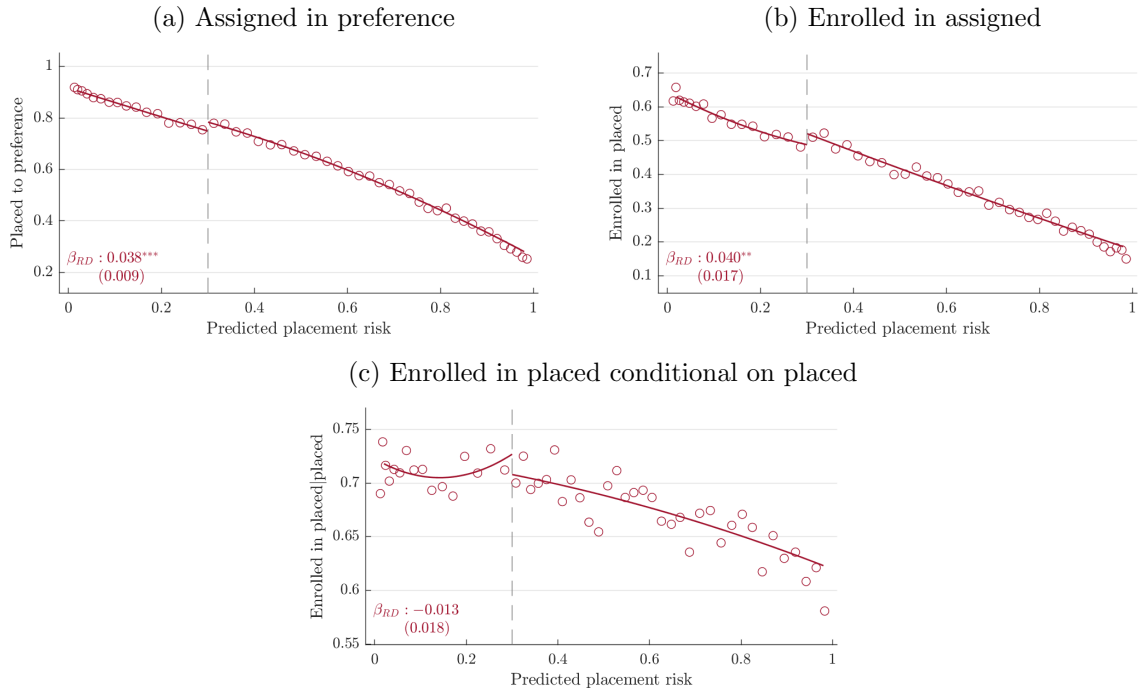 (a) Assigned in preference
Placed to preference
1
0.8
0.6
0.4
0.2
β_RD : 0.038***
(0.009)
0 0.2 0.4 0.6 0.8 1
Predicted placement risk
(b) Enrolled in assigned
Enrolled in placed
0.7
0.6
0.5
0.4
0.3
0.2
0.1
β_RD : 0.040**
(0.017)
0 0.2 0.4 0.6 0.8 1
Predicted placement risk
(c) Enrolled in placed conditional on placed
Enrolled in placed|placed
0.75
0.7
0.65
0.6
0.55
β_RD : −0.013
(0.018)
0 0.2 0.4 0.6 0.8 1
Predicted placement risk